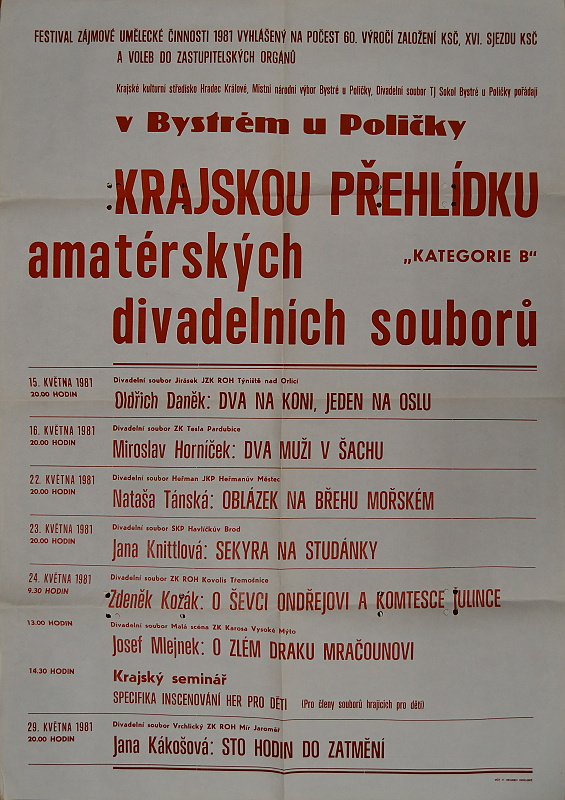 FESTIVAL ZÁJMOVÉ UMĚLECKÉ ČINNOSTI 1981 VYHLÁŠENÝ NA POČEST 60. VÝROČÍ ZALOŽENÍ KSČ, XVI. SJEZDU KSČ
A VOLEB DO ZASTUPITELSKÝCH ORGÁNŮ
Krajské kulturní středisko Hradec Králové, Místní národní výbor Bystré u Poličky, Divadelní soubor TJ Sokol Bystré u Poličky pořádají
v Bystrém u Poličky
KRAJSKOU PŘEHLÍDKU
amatérských „KATEGORIE B“
divadelních souborů
15. KVĚTNA 1981 Divadelní soubor Jirásek JZK ROH Týniště nad Orlicí
20.00 HODIN Oldřich Daněk: DVA NA KONI, JEDEN NA OSLU
16. KVĚTNA 1981 Divadelní soubor ZK Tesla Pardubice
20.00 HODIN Miroslav Horníček: DVA MUŽI V ŠACHU
22. KVĚTNA 1981 Divadelní soubor Heřman JKP Heřmanův Městec
20.00 HODIN Nataša Tánská: OBLÁZEK NA BŘEHU MOŘSKÉM
23. KVĚTNA 1981 Divadelní soubor SKP Havlíčkův Brod
20.00 HODIN Jana Knittlová: SEKYRA NA STUDÁNKY
24. KVĚTNA 1981 Divadelní soubor ZK ROH Kovolis Třemošnice
9.30 HODIN Zdeněk Kozák: O ŠEVCI ONDŘEJOVI A KOMTESCE JULINCE
13.00 HODIN Divadelní soubor Malá scéna ZK Karosa Vysoké Mýto
Josef Mlejnek: O ZLÉM DRAKU MRAČOUNOVI
14.30 HODIN Krajský seminář
SPECIFIKA INSCENOVÁNÍ HER PRO DĚTI (Pro členy souborů hrajících pro děti)
29. KVĚTNA 1981 Divadelní soubor Vrchlický ZK ROH Mír Jaroměř
20.00 HODIN Jana Kákošová: STO HODIN DO ZATMĚNÍ